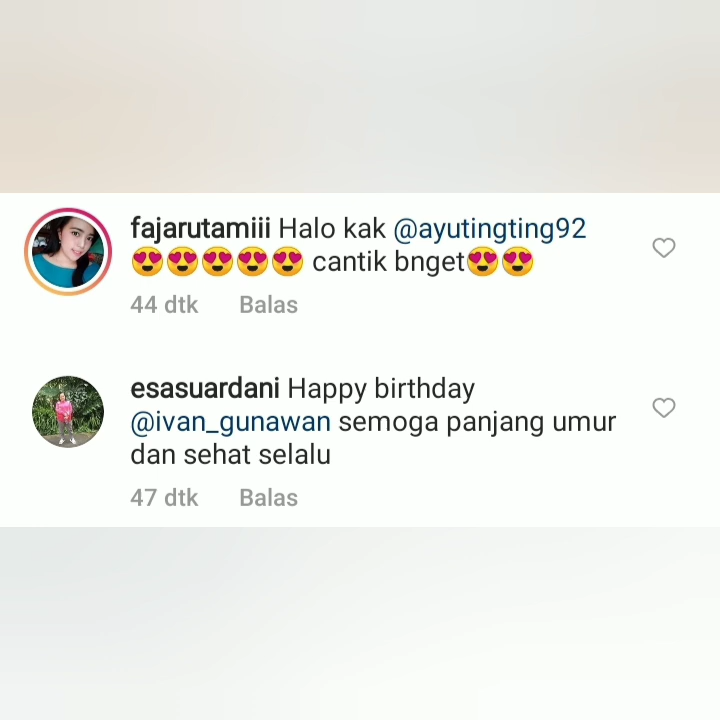 fajarutamiii Halo kak @ayutingting92
😍😍😍😍😍 cantik bnget😍😍
44 dtk Balas
esasuardani Happy birthday
@ivan_gunawan semoga panjang umur
dan sehat selalu
47 dtk Balas